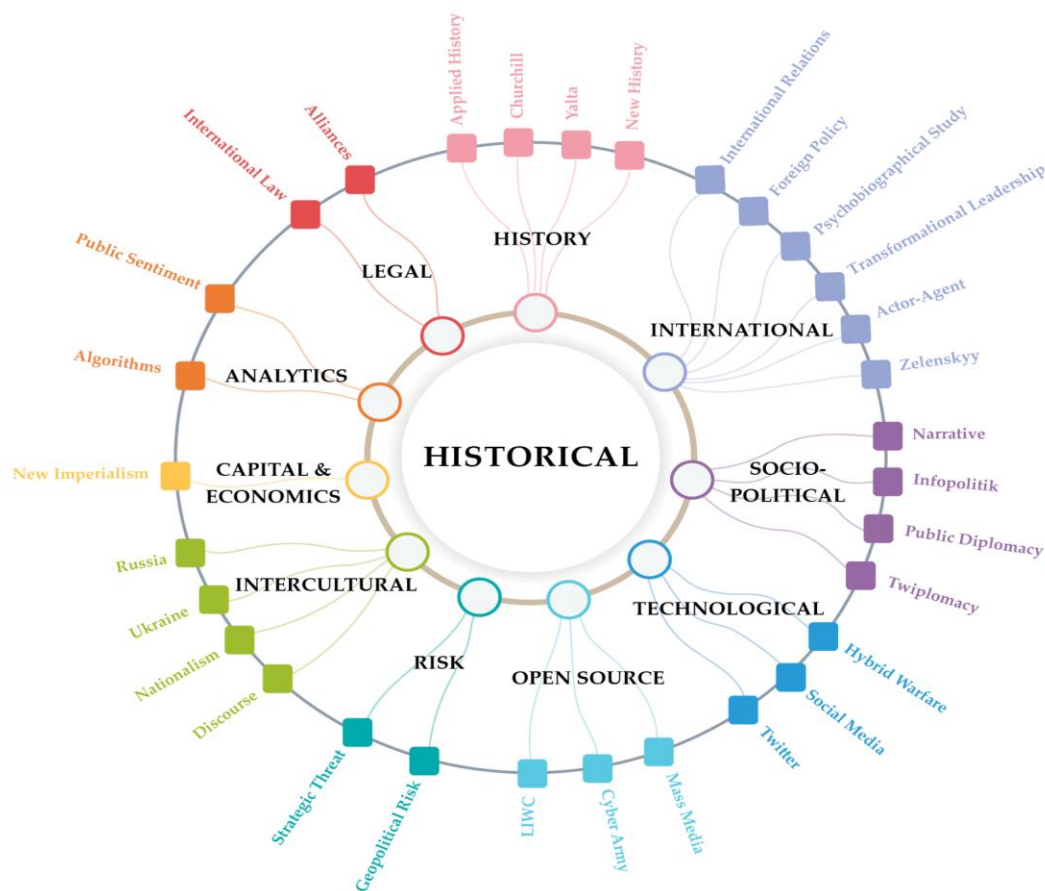 HISTORICAL
HISTORY
Applied History
Churchill
Yalta
New History
INTERNATIONAL
International Relations
Foreign Policy
Psychobiographical Study
Transformational Leadership
Actor-Agent
Zelenskyy
SOCIO-
POLITICAL
Narrative
Infopolitik
Public Diplomacy
Twiplomacy
TECHNOLOGICAL
Hybrid Warfare
Social Media
Twitter
OPEN SOURCE
Mass Media
Cyber Army
LIWC
RISK
Geopolitical Risk
Strategic Threat
INTERCULTURAL
Discourse
Nationalism
Ukraine
Russia
CAPITAL &
ECONOMICS
New Imperialism
ANALYTICS
Algorithms
Public Sentiment
LEGAL
International Law
Alliances